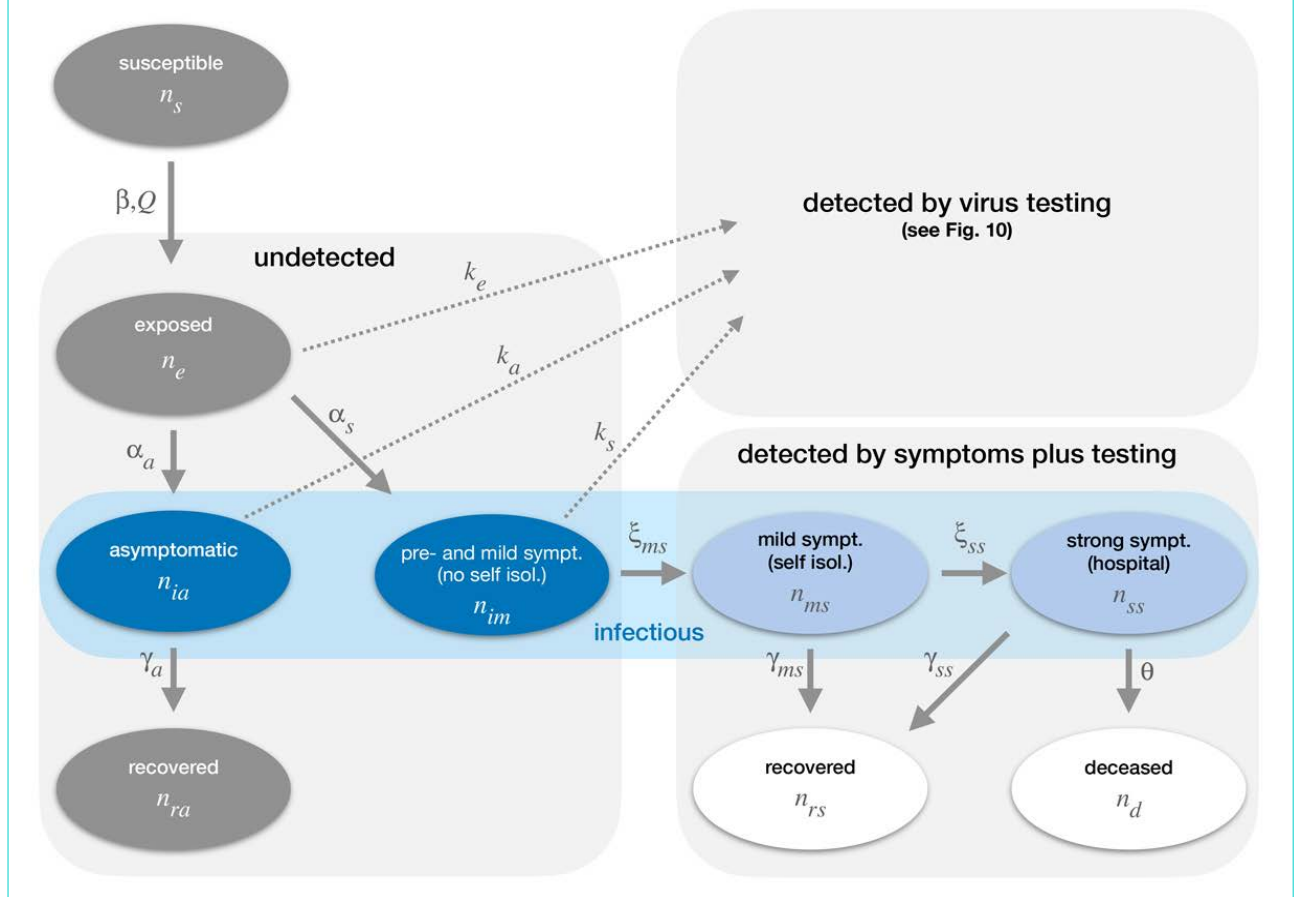 susceptible
n_s
β,Q
undetected
detected by virus testing
(see Fig. 10)
k_e
exposed
n_e
k_a
α_s
k_s
α_a
detected by symptoms plus testing
asymptomatic
n_ia
pre- and mild sympt.
(no self isol.)
n_im
ξ_ms
mild sympt.
(self isol.)
n_ms
ξ_ss
strong sympt.
(hospital)
n_ss
infectious
γ_a
γ_ms
γ_ss
θ
recovered
n_ra
recovered
n_rs
deceased
n_d